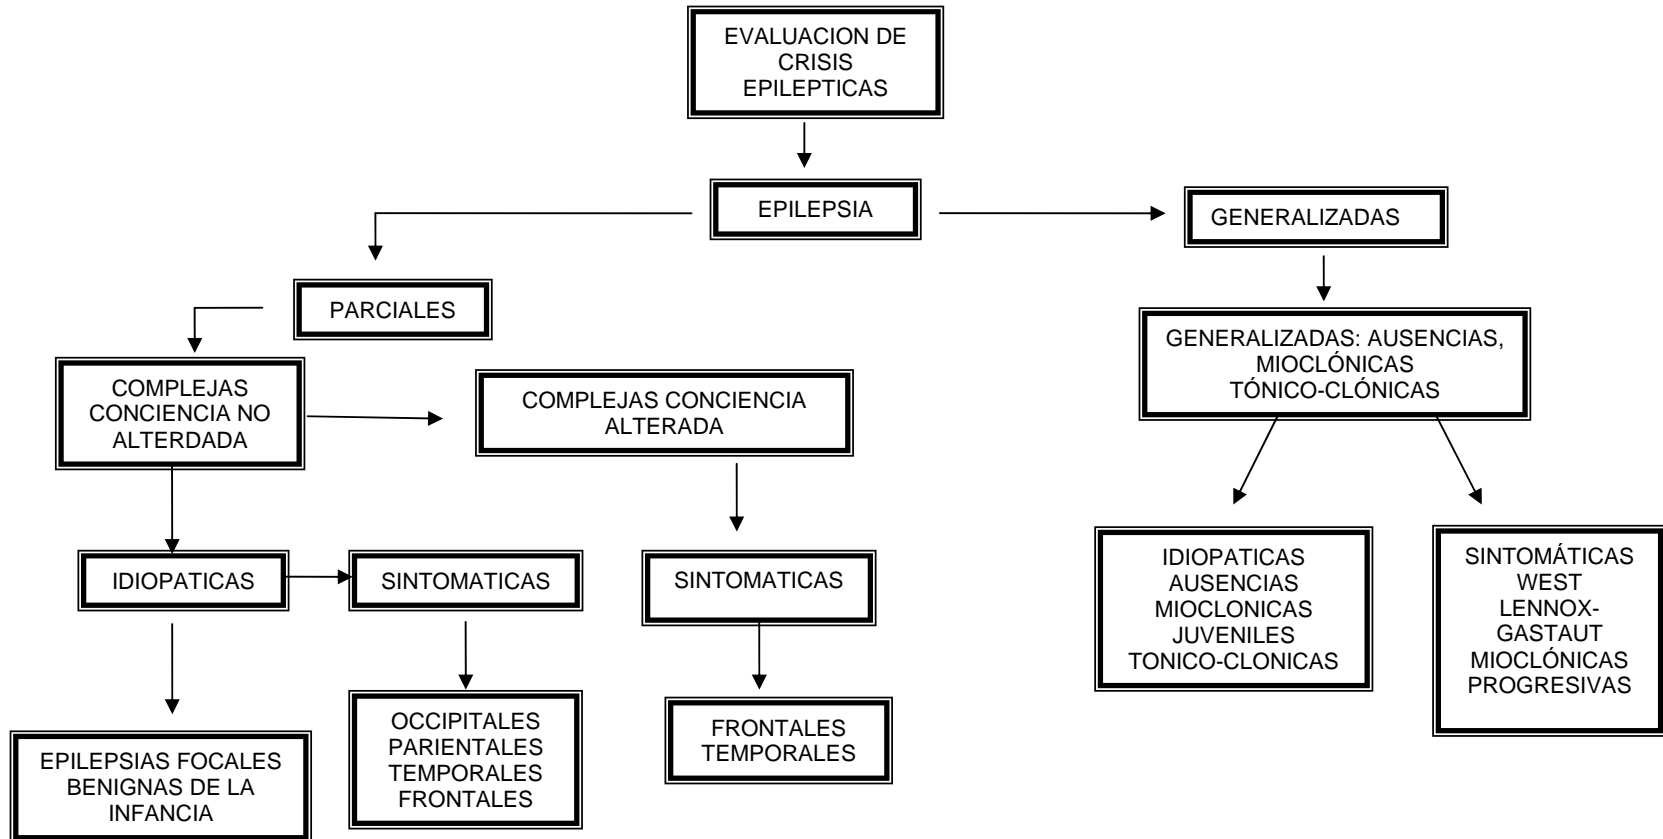 EVALUACION DE
CRISIS
EPILEPTICAS
EPILEPSIA
GENERALIZADAS
PARCIALES
GENERALIZADAS: AUSENCIAS,
MIOCLÓNICAS
TÓNICO-CLÓNICAS
COMPLEJAS
CONCIENCIA NO
ALTERDADA
COMPLEJAS CONCIENCIA
ALTERADA
IDIOPATICAS
SINTOMATICAS
SINTOMATICAS
IDIOPATICAS
AUSENCIAS
MIOCLONICAS
JUVENILES
TONICO-CLONICAS
SINTOMÁTICAS
WEST
LENNOX-
GASTAUT
MIOCLÓNICAS
PROGRESIVAS
EPILEPSIAS FOCALES
BENIGNAS DE LA
INFANCIA
OCCIPITALES
PARIENTALES
TEMPORALES
FRONTALES
FRONTALES
TEMPORALES